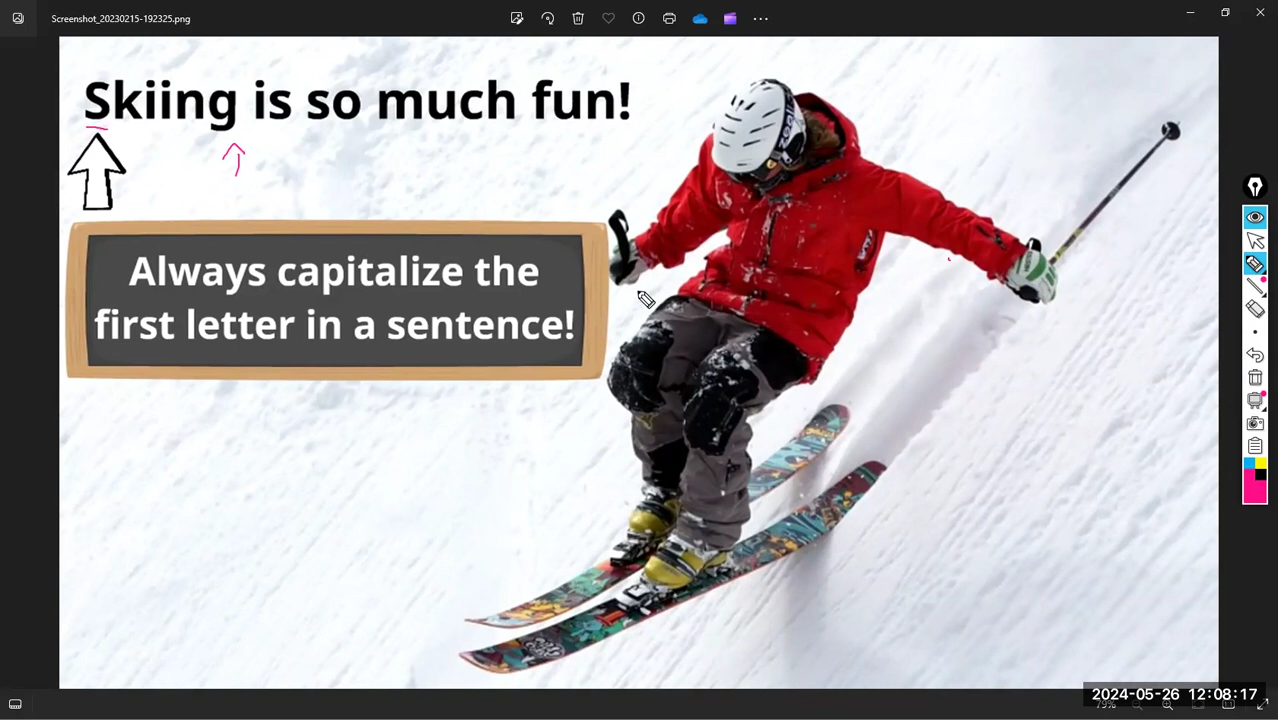 Screenshot_20230215-192325.png
Skiing is so much fun!
Always capitalize the
first letter in a sentence!
2024-05-26 12:08:17
79%